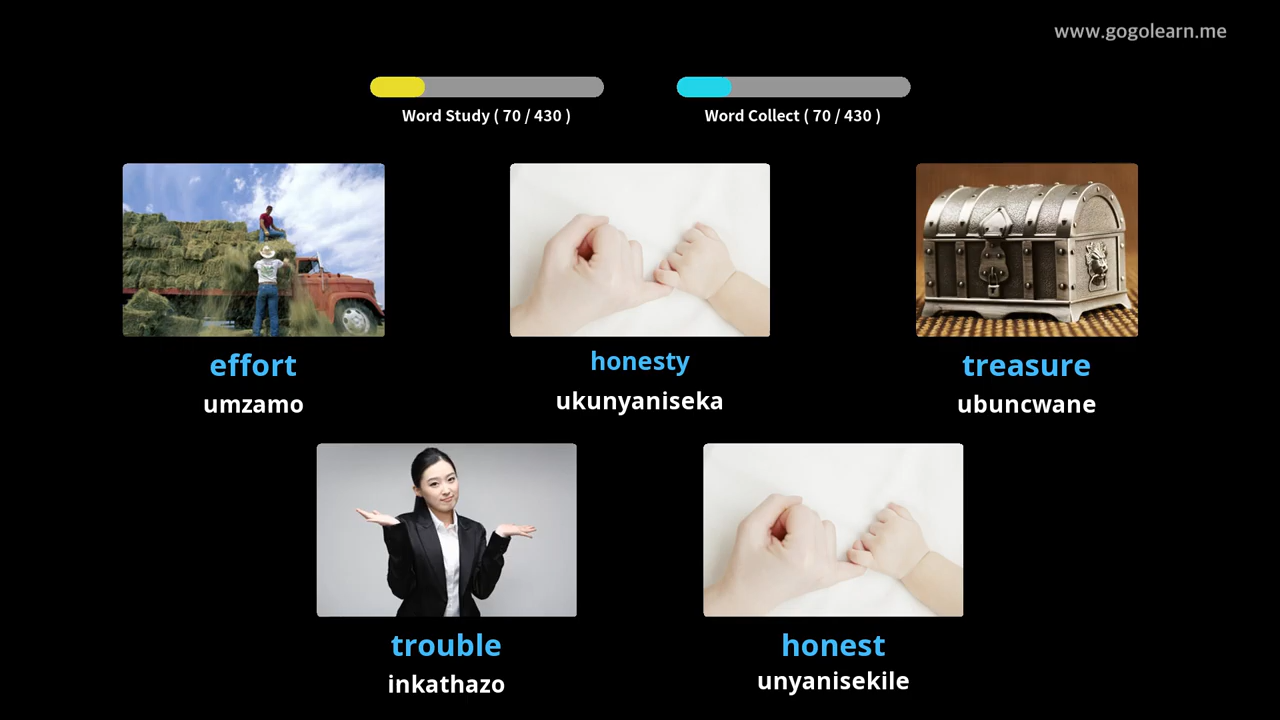 www.gogolearn.me
Word Study ( 70 / 430 )
Word Collect ( 70 / 430 )
effort
umzamo
honesty
ukunyaniseka
treasure
ubuncwane
trouble
inkathazo
honest
unyanisekile